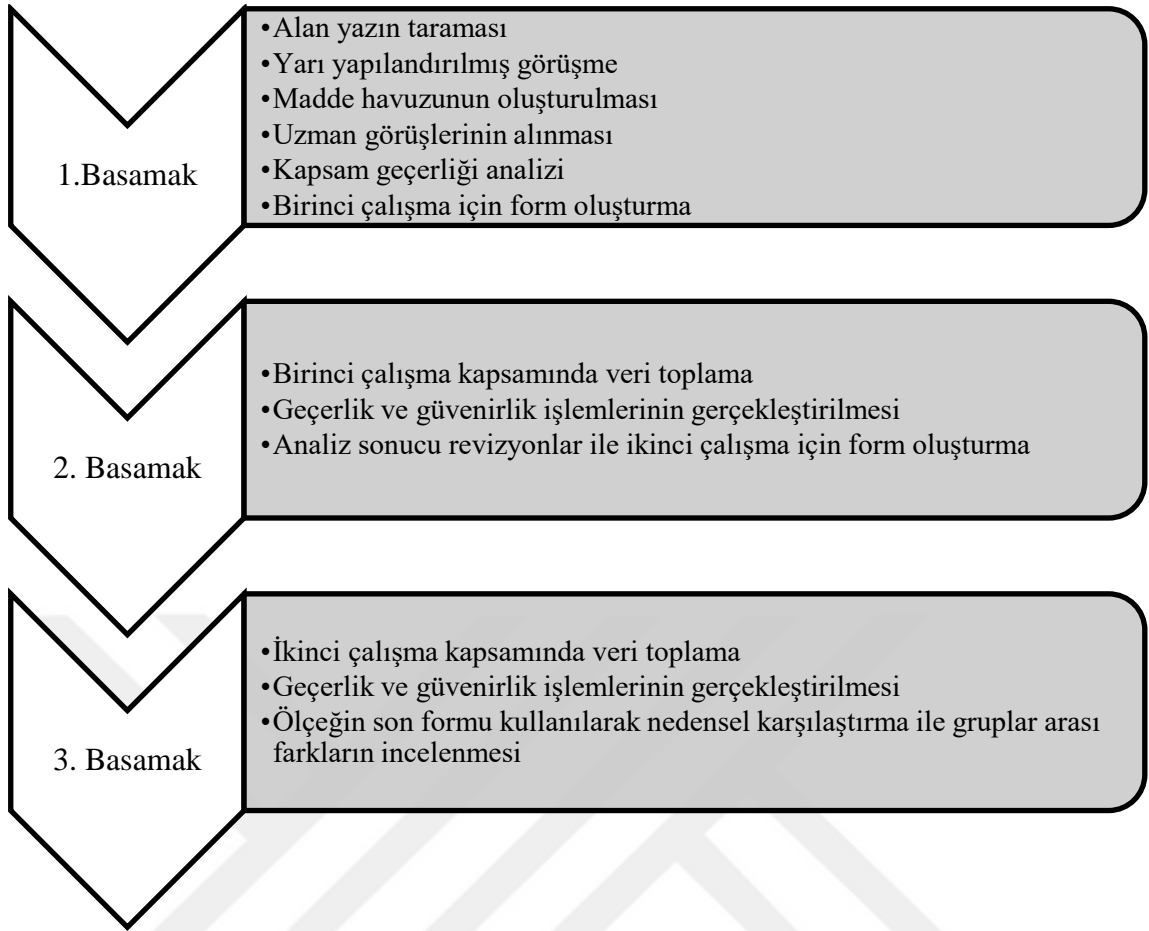 1.Basamak
•Alan yazın taraması
•Yarı yapılandırılmış görüşme
•Madde havuzunun oluşturulması
•Uzman görüşlerinin alınması
•Kapsam geçerliği analizi
•Birinci çalışma için form oluşturma
2. Basamak
•Birinci çalışma kapsamında veri toplama
•Geçerlik ve güvenirlik işlemlerinin gerçekleştirilmesi
•Analiz sonucu revizyonlar ile ikinci çalışma için form oluşturma
3. Basamak
•İkinci çalışma kapsamında veri toplama
•Geçerlik ve güvenirlik işlemlerinin gerçekleştirilmesi
•Ölçeğin son formu kullanılarak nedensel karşılaştırma ile gruplar arası
farkların incelenmesi